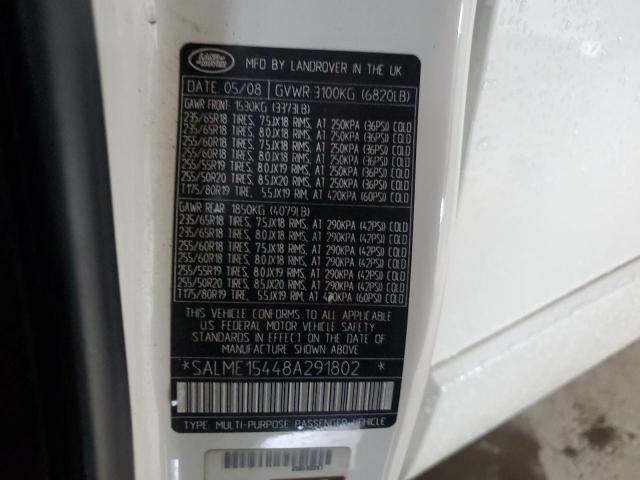 LAND ROVER
MFD BY LANDROVER IN THE UK
DATE 05/08 GVWR 3100KG (6820LB)
GAWR FRONT 1530KG (3373LB)
235/65R18 TIRES, 7.5JX18 RIMS, AT 250KPA (36PSI) COLD
235/65R18 TIRES, 8.0JX18 RIMS, AT 250KPA (36PSI) COLD
255/60R18 TIRES, 7.5JX18 RIMS, AT 250KPA (36PSI) COLD
255/60R18 TIRES, 8.0JX18 RIMS, AT 250KPA (36PSI) COLD
255/55R19 TIRES, 8.0JX19 RIMS, AT 250KPA (36PSI) COLD
255/50R20 TIRES, 8.5JX20 RIMS, AT 250KPA (36PSI) COLD
T175/80R19 TIRE, 5.5JX19 RIM, AT 420KPA (60PSI) COLD
GAWR REAR 1850KG (4079LB)
235/65R18 TIRES, 7.5JX18 RIMS, AT 290KPA (42PSI) COLD
235/65R18 TIRES, 8.0JX18 RIMS, AT 290KPA (42PSI) COLD
255/60R18 TIRES, 7.5JX18 RIMS, AT 290KPA (42PSI) COLD
255/60R18 TIRES, 8.0JX18 RIMS, AT 290KPA (42PSI) COLD
255/55R19 TIRES, 8.0JX19 RIMS, AT 290KPA (42PSI) COLD
255/50R20 TIRES, 8.5JX20 RIMS, AT 290KPA (42PSI) COLD
T175/80R19 TIRE, 5.5JX19 RIM, AT 420KPA (60PSI) COLD
THIS VEHICLE CONFORMS TO ALL APPLICABLE
U.S FEDERAL MOTOR VEHICLE SAFETY
STANDARDS IN EFFECT ON THE DATE OF
MANUFACTURE SHOWN ABOVE
*SALME15448A291802 *
TYPE: MULTI-PURPOSE PASSENGER VEHICLE